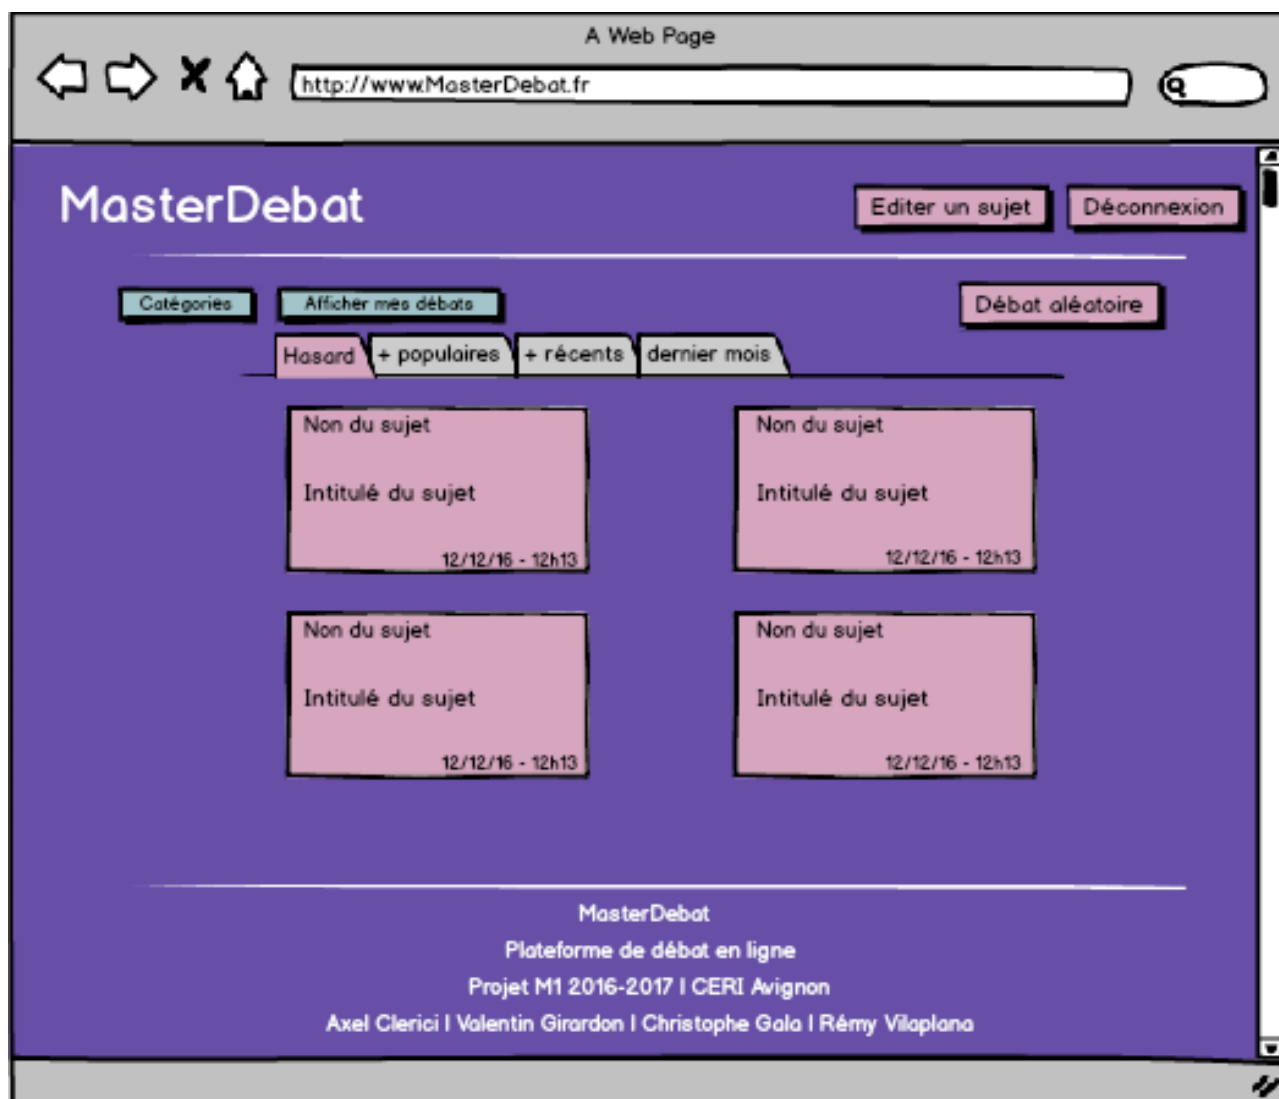 A Web Page
http://www.MasterDebat.fr
MasterDebat
Editer un sujet
Déconnexion
Catégories
Afficher mes débats
Débat aléatoire
Hasard
+ populaires
+ récents
dernier mois
Non du sujet
Non du sujet
Intitulé du sujet
Intitulé du sujet
12/12/16 - 12h13
12/12/16 - 12h13
Non du sujet
Non du sujet
Intitulé du sujet
Intitulé du sujet
12/12/16 - 12h13
12/12/16 - 12h13
MasterDebat
Plateforme de débat en ligne
Projet M1 2016-2017 | CERI Avignon
Axel Clerici | Valentin Girardon | Christophe Gala | Rémy Vilaplana